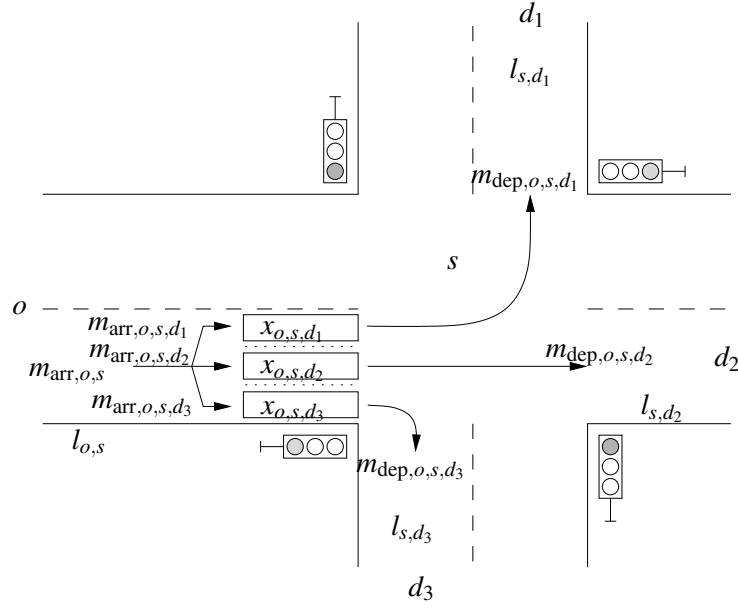 d₁
l_{s,d₁}
m_{dep,o,s,d₁}
s
o
m_{arr,o,s,d₁}
x_{o,s,d₁}
m_{arr,o,s,d₂}
m_{arr,o,s}
x_{o,s,d₂}
m_{dep,o,s,d₂}
d₂
m_{arr,o,s,d₃}
x_{o,s,d₃}
l_{s,d₂}
l_{o,s}
m_{dep,o,s,d₃}
l_{s,d₃}
d₃